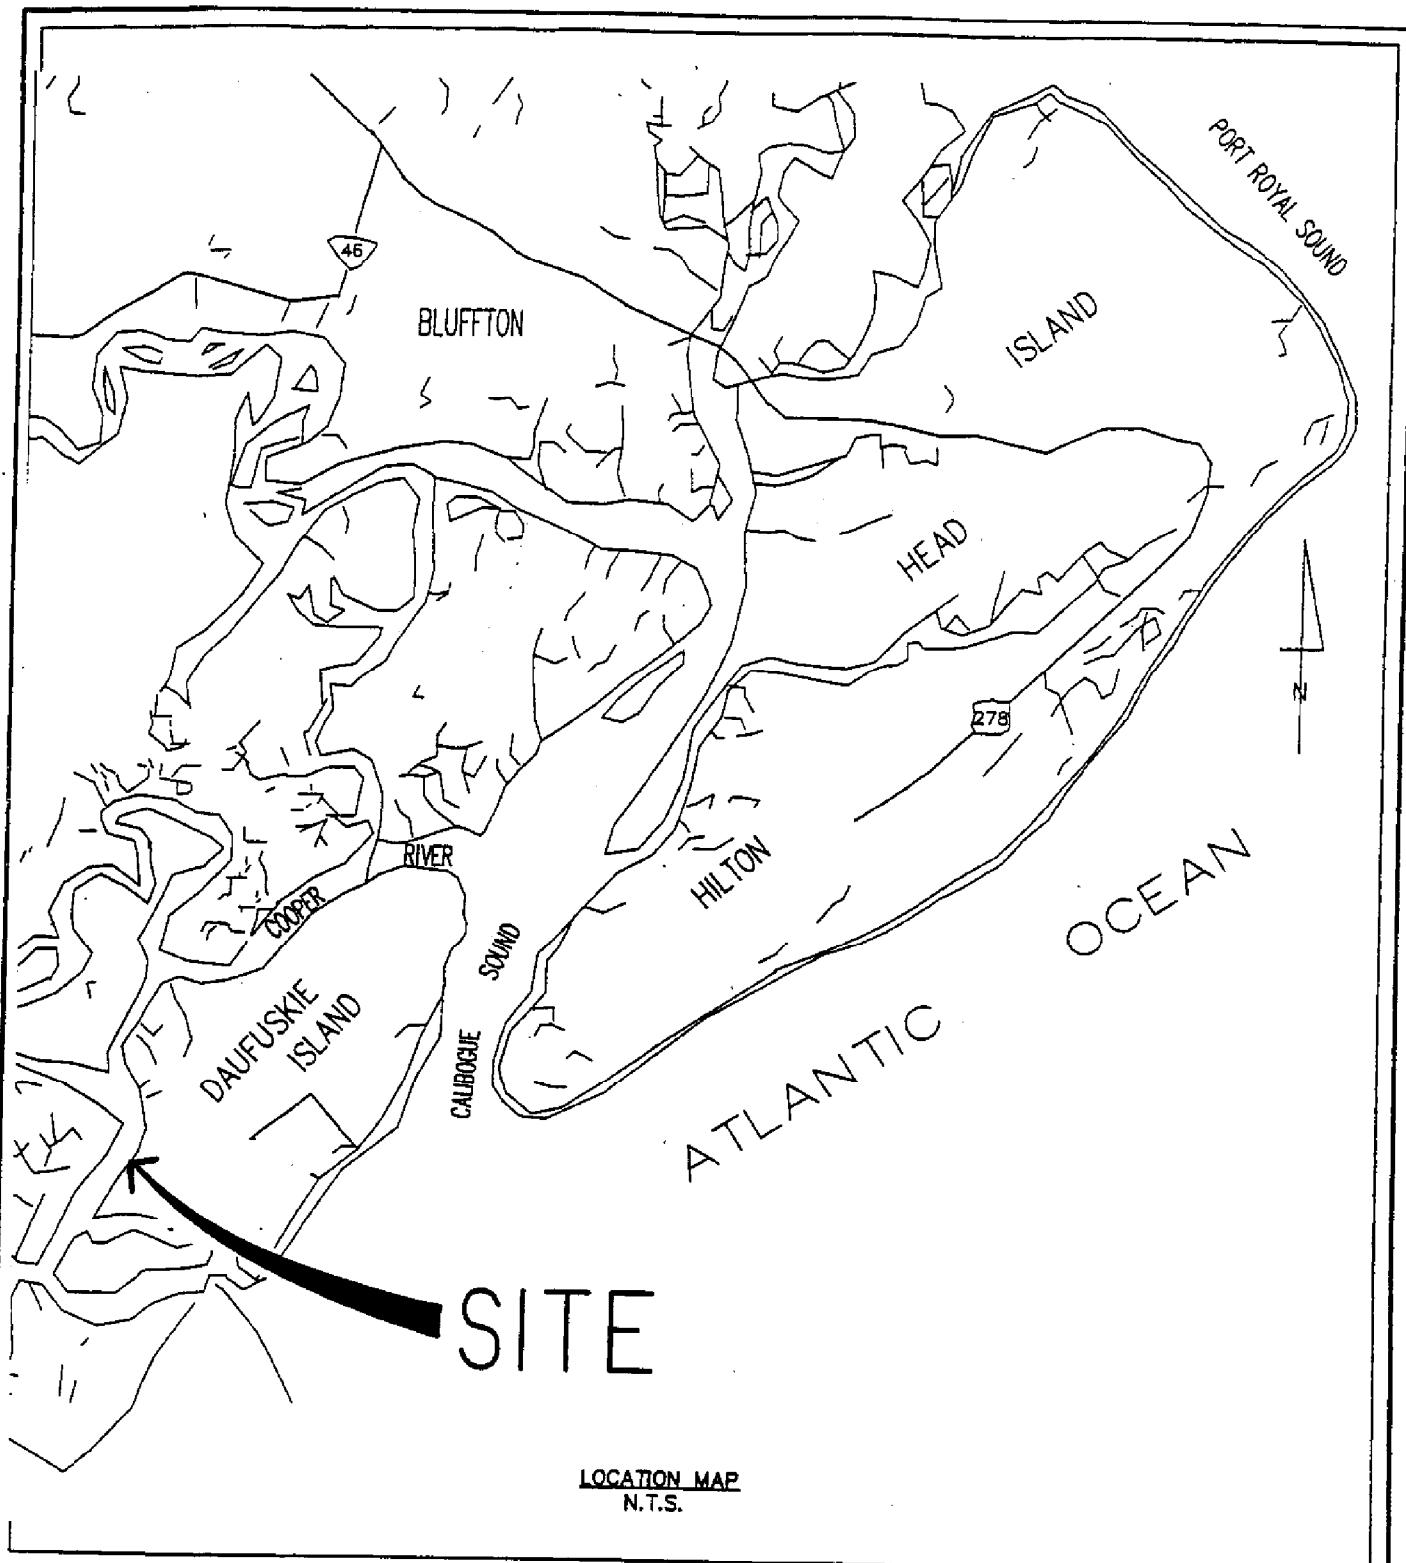 PORT ROYAL SOUND
46
BLUFFTON
ISLAND
HEAD
N
278
RIVER
HILTON
COOPER
OCEAN
SOUND
DAUFUSKIE
ISLAND
CALIBOGUE
ATLANTIC
SITE
LOCATION MAP
N.T.S.